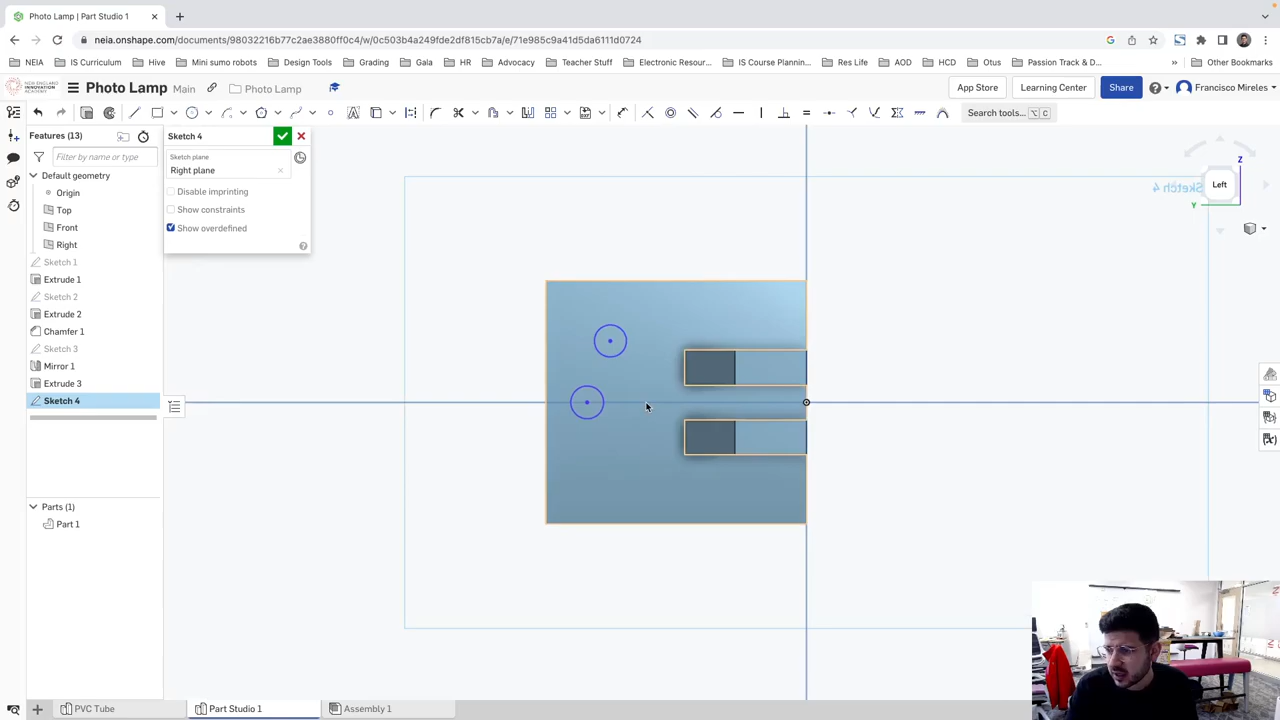 Photo Lamp | Part Studio 1
neia.onshape.com/documents/98032216b77c2ae3880ff0c4/w/0c503b4a249fde2df815b2ca/e/71e985c9a41d5da6111d0724
NEIA
IS Curriculum
Hive
Mini sumo robots
Design Tools
Grading
Gaia
HR
Advocacy
Teacher Stuff
Electronic Resour...
IS Course Plannin...
Res Life
AOD
HCD
Otus
Passion Track & D...
Other Bookmarks
Photo Lamp
Main
Photo Lamp
App Store
Learning Center
Share
Francisco Mireles
Search tools...
⌥ C
Features (13)
Filter by name or type
Default geometry
Origin
Top
Front
Right
Sketch 1
Extrude 1
Sketch 2
Extrude 2
Chamfer 1
Sketch 3
Mirror 1
Extrude 3
Sketch 4
Parts (1)
Part 1
Sketch 4
Sketch plane
Right plane
Disable imprinting
Show constraints
Show overdefined
Sketch 4
Left
Z
Y
PVC Tube
Part Studio 1
Assembly 1